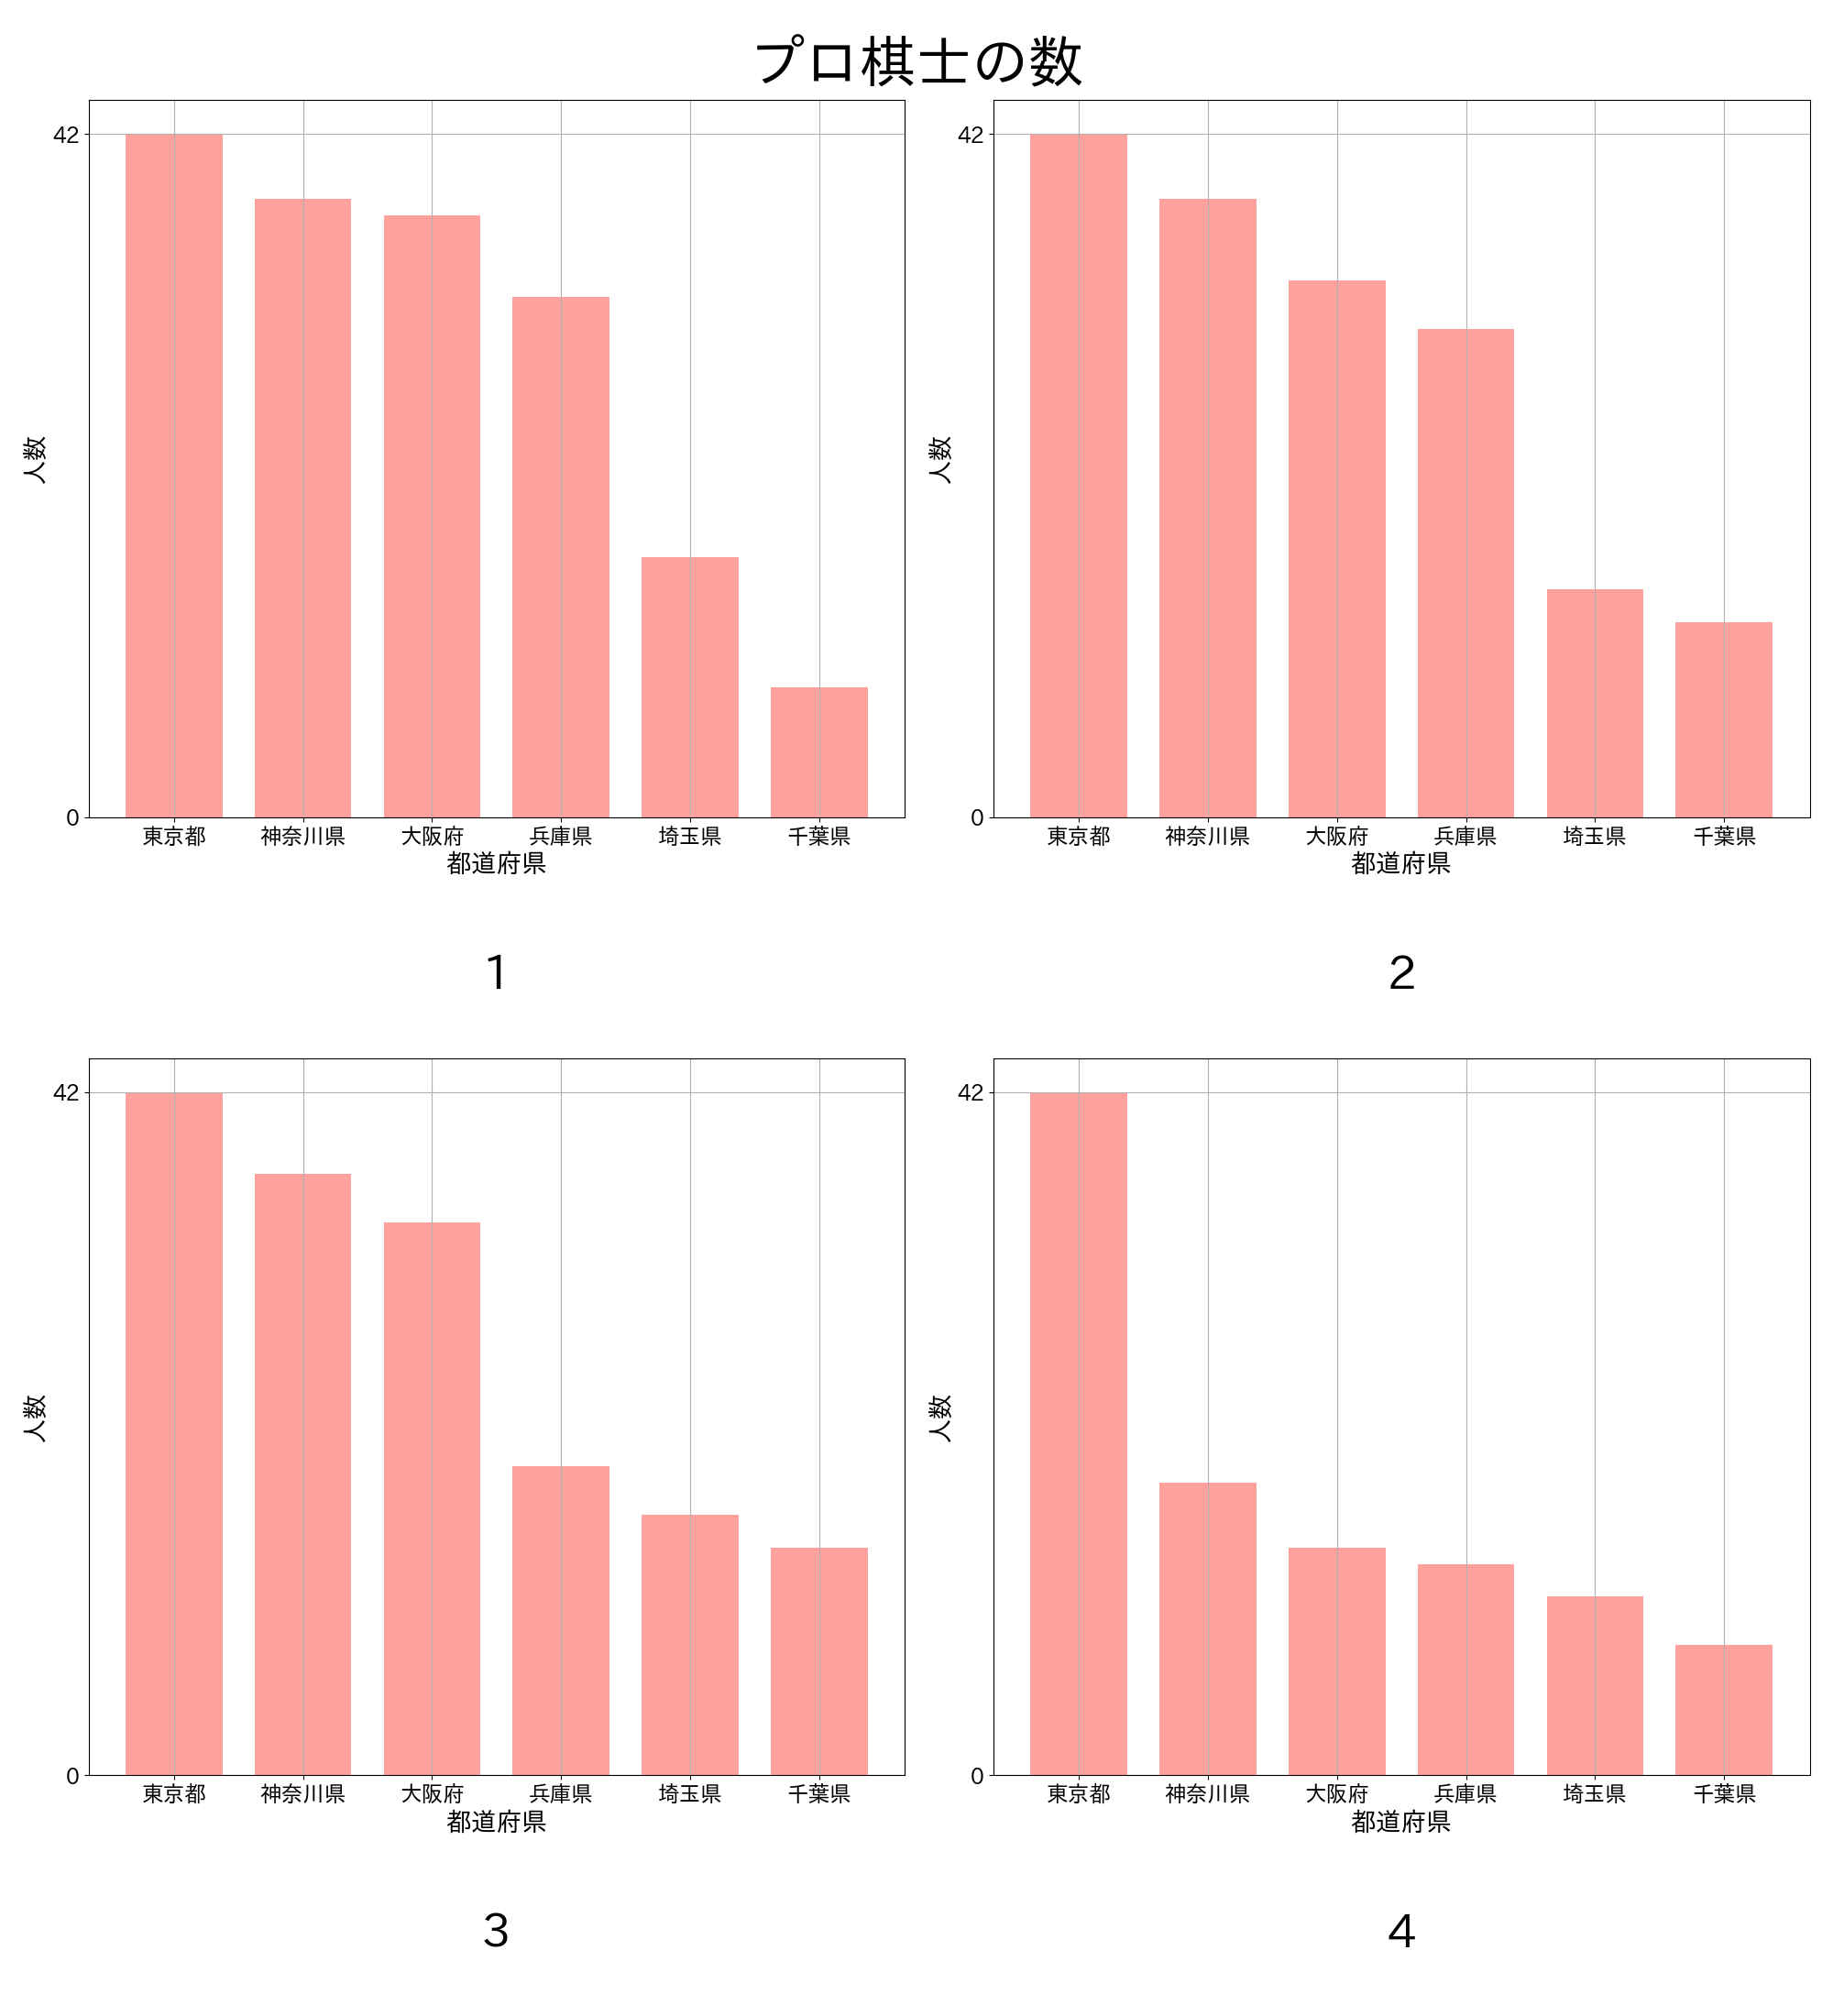 プロ棋士の数
42
0
人数
東京都 神奈川県 大阪府 兵庫県 埼玉県 千葉県
都道府県
1
42
0
人数
東京都 神奈川県 大阪府 兵庫県 埼玉県 千葉県
都道府県
2
42
0
人数
東京都 神奈川県 大阪府 兵庫県 埼玉県 千葉県
都道府県
3
42
0
人数
東京都 神奈川県 大阪府 兵庫県 埼玉県 千葉県
都道府県
4